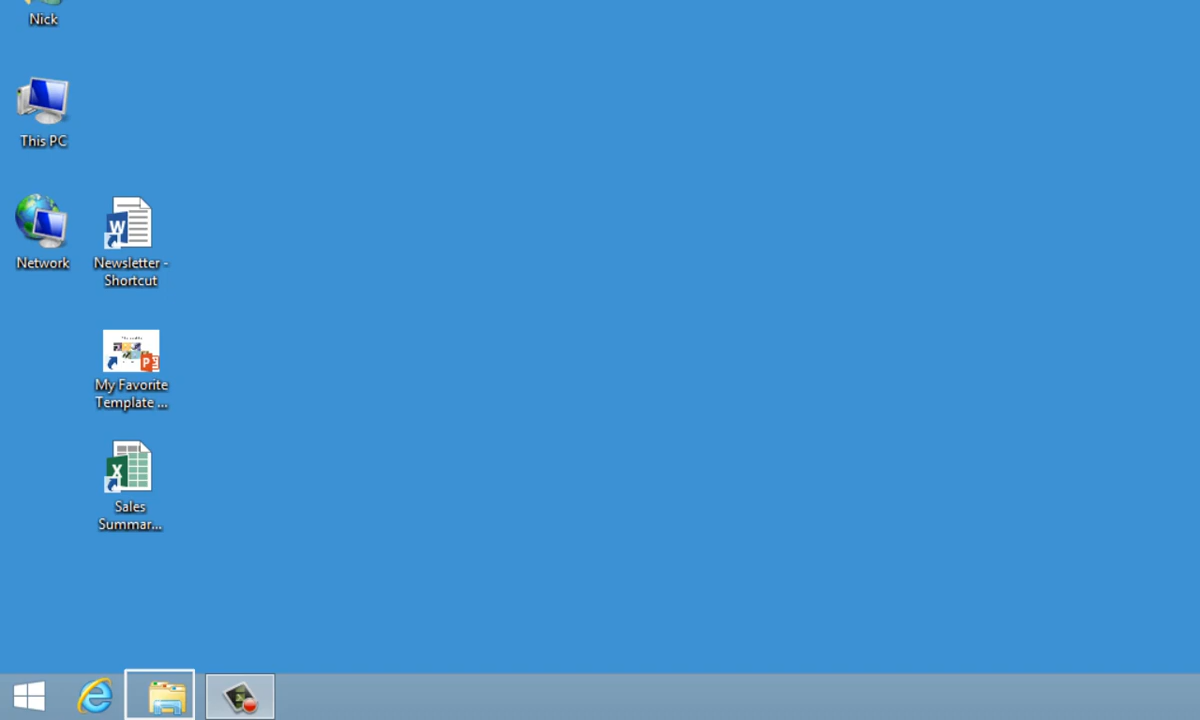 Nick
This PC
Network
Newsletter -
Shortcut
My Favorite
Template ...
Sales
Summar...